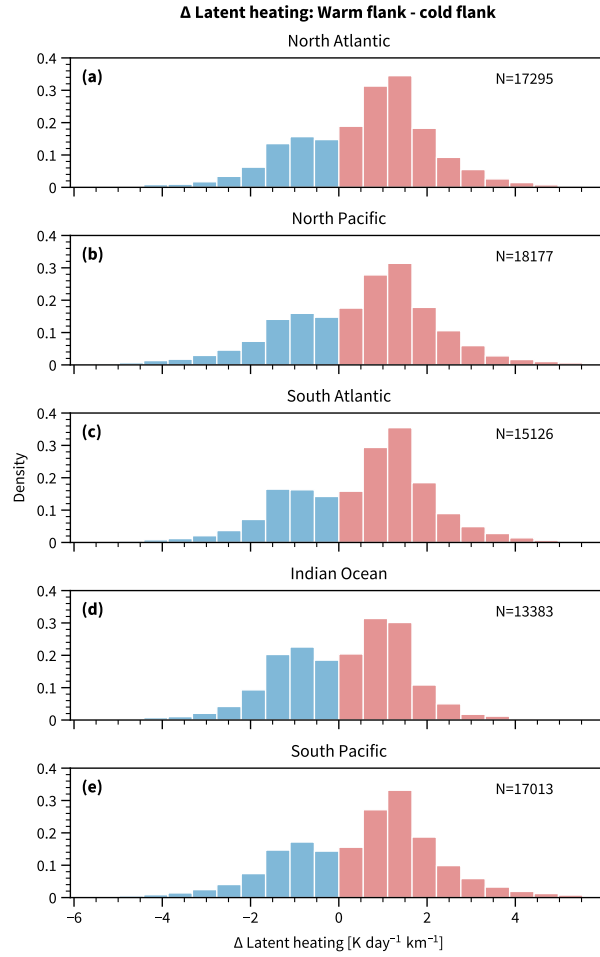 Δ Latent heating: Warm flank - cold flank
North Atlantic
(a)
N=17295
0.4
0.3
0.2
0.1
0
North Pacific
(b)
N=18177
0.4
0.3
0.2
0.1
0
South Atlantic
(c)
N=15126
0.4
0.3
0.2
0.1
0
Density
Indian Ocean
(d)
N=13383
0.4
0.3
0.2
0.1
0
South Pacific
(e)
N=17013
0.4
0.3
0.2
0.1
0
−6 −4 −2 0 2 4
Δ Latent heating [K day⁻¹ km⁻¹]